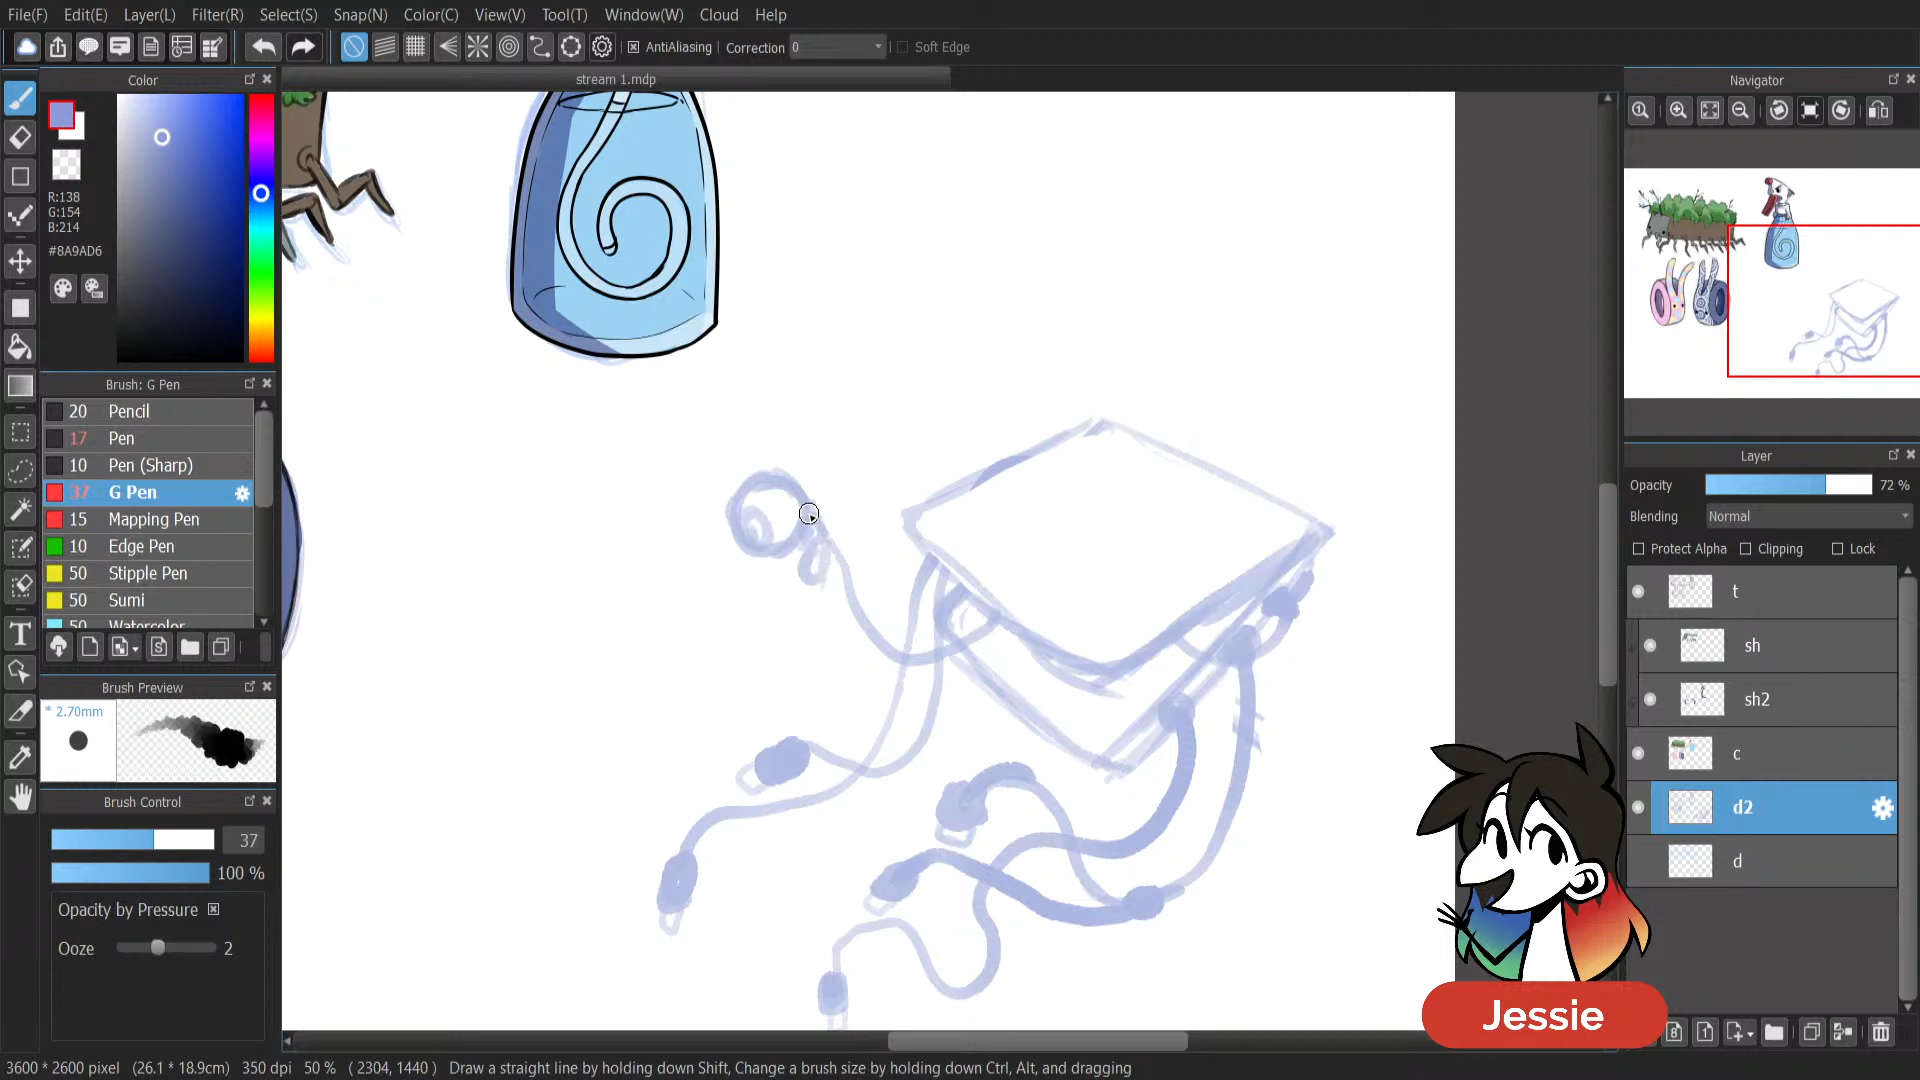 File(F) Edit(E) Layer(L) Filter(R) Select(S) Snap(N) Color(C) View(V) Tool(T) Window(W) Cloud Help
AntiAliasing Correction 0 Soft Edge
Color
stream 1.mdp
Navigator
R:138
G:154
B:214
#8A9AD6
Brush: G Pen
20 Pencil
17 Pen
10 Pen (Sharp)
37 G Pen
15 Mapping Pen
10 Edge Pen
50 Stipple Pen
50 Sumi
50 Watercolor
Brush Preview
* 2.70mm
Brush Control
37
100 %
Opacity by Pressure
Ooze 2
Layer
Opacity 72 %
Blending Normal
Protect Alpha Clipping Lock
t
sh
sh2
c
d2
d
Jessie
3600 * 2600 pixel (26.1 * 18.9cm) 350 dpi 50 % ( 2304, 1440 ) Draw a straight line by holding down Shift, Change a brush size by holding down Ctrl, Alt, and dragging